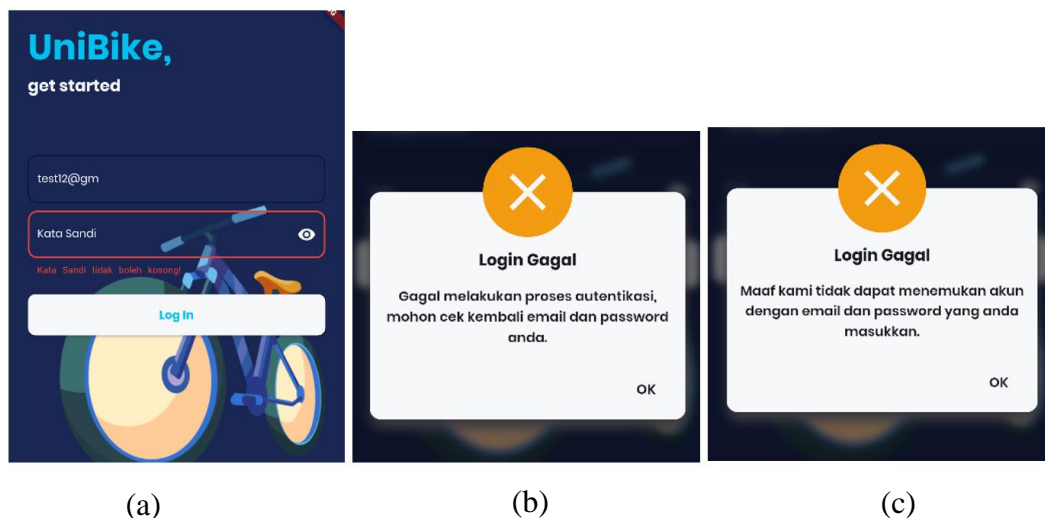 UniBike,
get started
test12@gm
Kata Sandi
Kata Sandi tidak boleh kosong!
Log In
Login Gagal
Gagal melakukan proses autentikasi,
mohon cek kembali email dan password
anda.
OK
Login Gagal
Maaf kami tidak dapat menemukan akun
dengan email dan password yang anda
masukkan.
OK
(a)
(b)
(c)